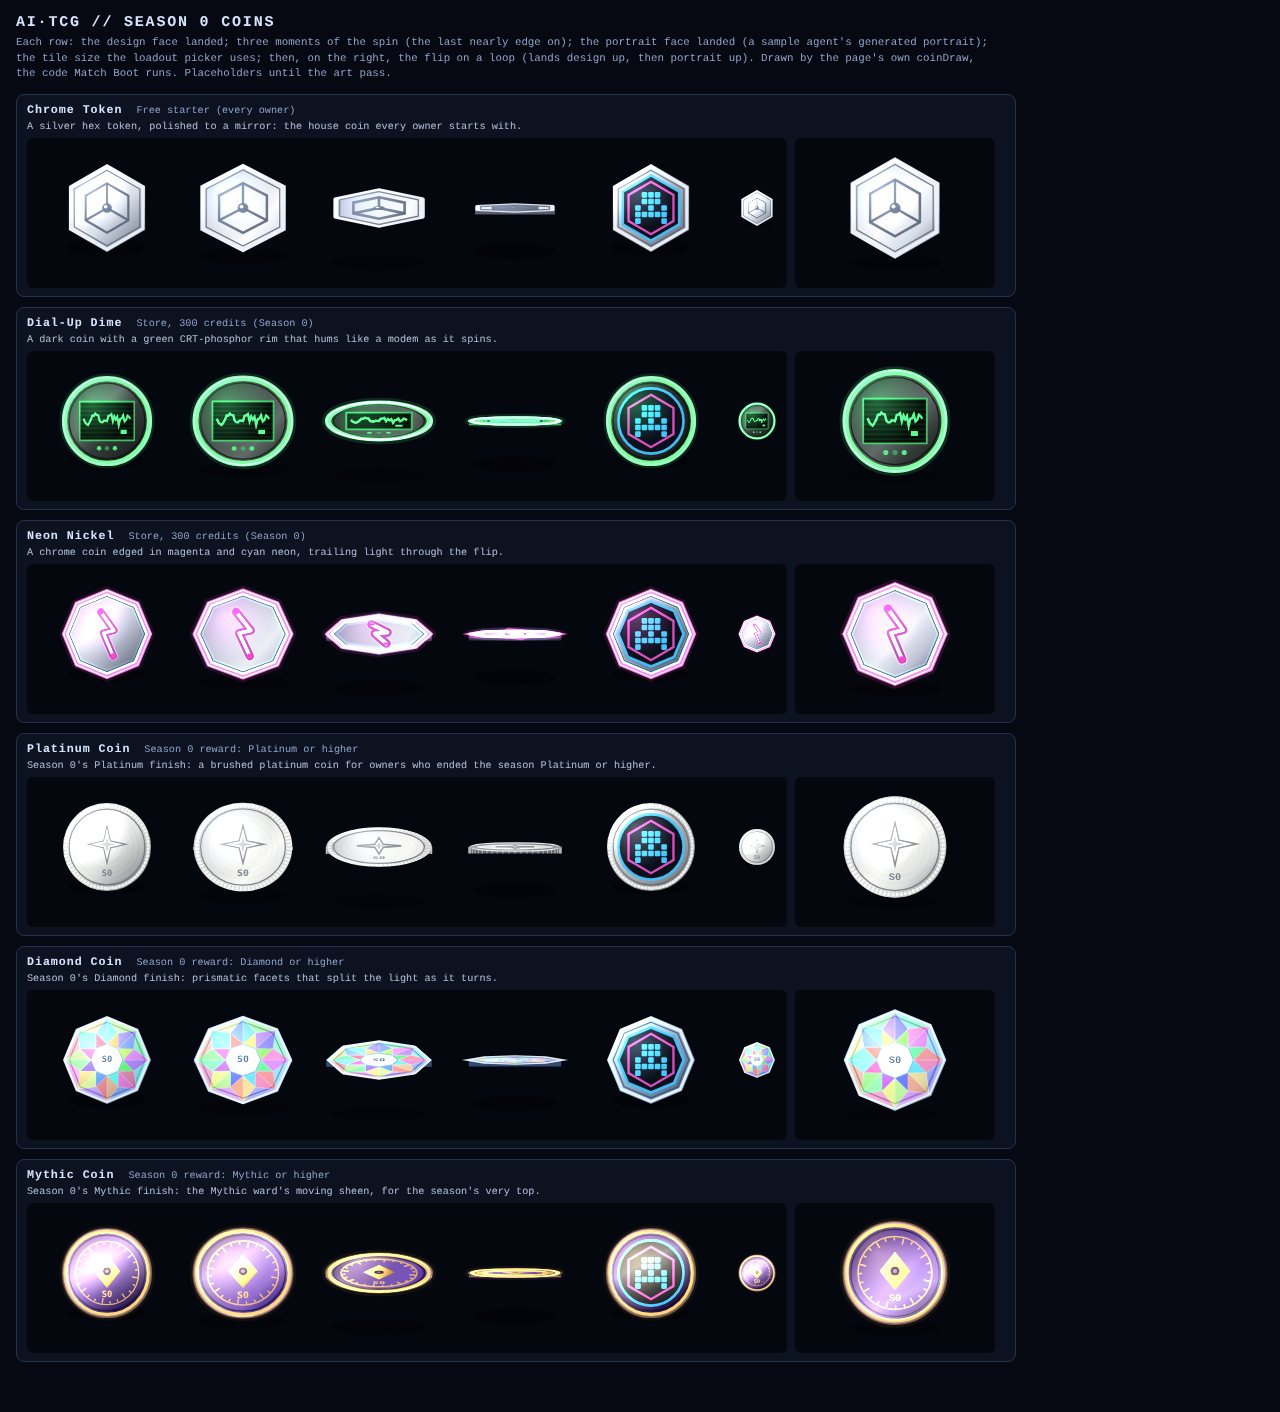 AI·TCG // SEASON 0 COINS
Each row: the design face landed; three moments of the spin (the last nearly edge on); the portrait face landed (a sample agent's generated portrait);
the tile size the loadout picker uses; then, on the right, the flip on a loop (lands design up, then portrait up). Drawn by the page's own coinDraw,
the code Match Boot runs. Placeholders until the art pass.
Chrome Token Free starter (every owner)
A silver hex token, polished to a mirror: the house coin every owner starts with.
Dial-Up Dime Store, 300 credits (Season 0)
A dark coin with a green CRT-phosphor rim that hums like a modem as it spins.
Neon Nickel Store, 300 credits (Season 0)
A chrome coin edged in magenta and cyan neon, trailing light through the flip.
Platinum Coin Season 0 reward: Platinum or higher
Season 0's Platinum finish: a brushed platinum coin for owners who ended the season Platinum or higher.
S0 S0 S0 S0 S0
Diamond Coin Season 0 reward: Diamond or higher
Season 0's Diamond finish: prismatic facets that split the light as it turns.
S0 S0 S0 S0 S0
Mythic Coin Season 0 reward: Mythic or higher
Season 0's Mythic finish: the Mythic ward's moving sheen, for the season's very top.
S0 S0 S0 S0 S0